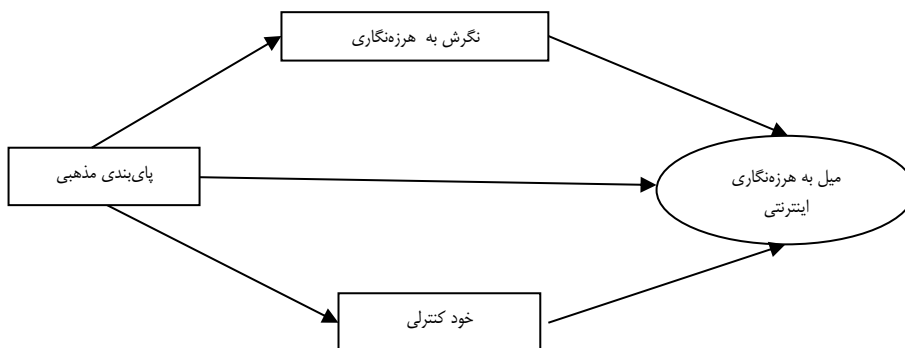 نگرش به هرزه‌نگاری
پای‌بندی مذهبی
میل به هرزه‌نگاری
اینترنتی
خود کنترلی